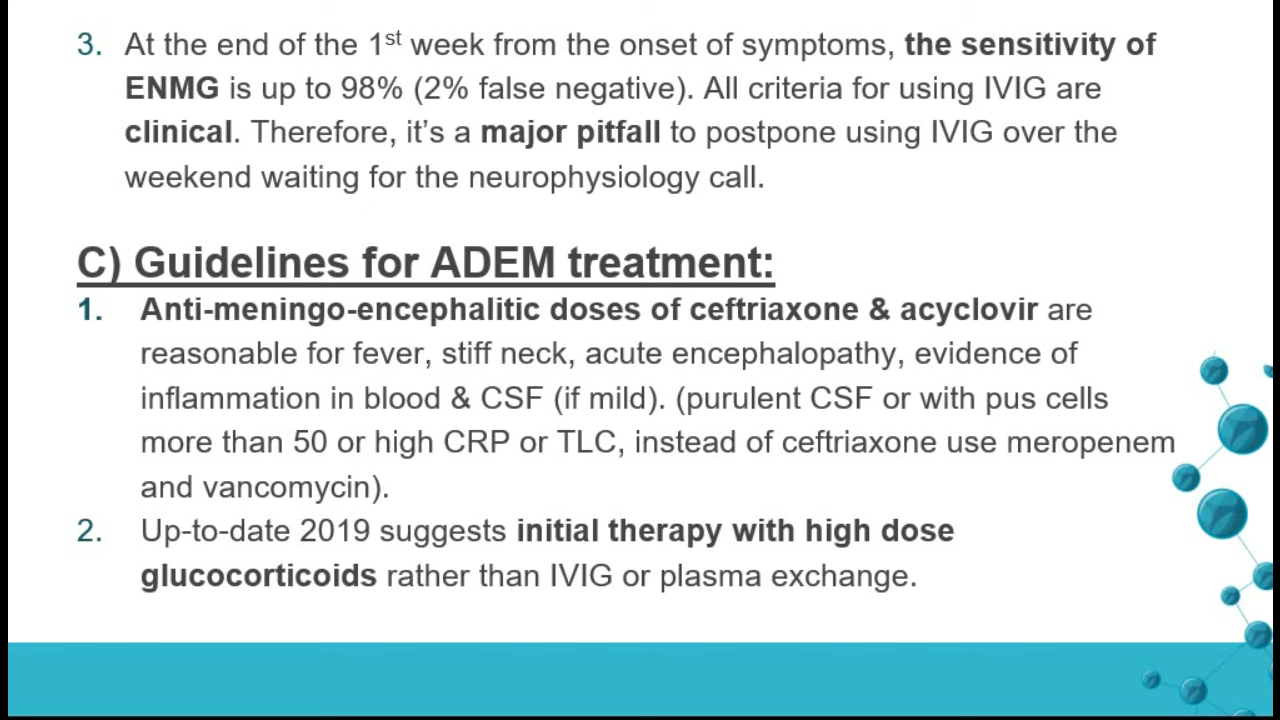 3. At the end of the 1st week from the onset of symptoms, the sensitivity of
ENMG is up to 98% (2% false negative). All criteria for using IVIG are
clinical. Therefore, it’s a major pitfall to postpone using IVIG over the
weekend waiting for the neurophysiology call.
C) Guidelines for ADEM treatment:
1. Anti-meningo-encephalitic doses of ceftriaxone & acyclovir are
reasonable for fever, stiff neck, acute encephalopathy, evidence of
inflammation in blood & CSF (if mild). (purulent CSF or with pus cells
more than 50 or high CRP or TLC, instead of ceftriaxone use meropenem
and vancomycin).
2. Up-to-date 2019 suggests initial therapy with high dose
glucocorticoids rather than IVIG or plasma exchange.